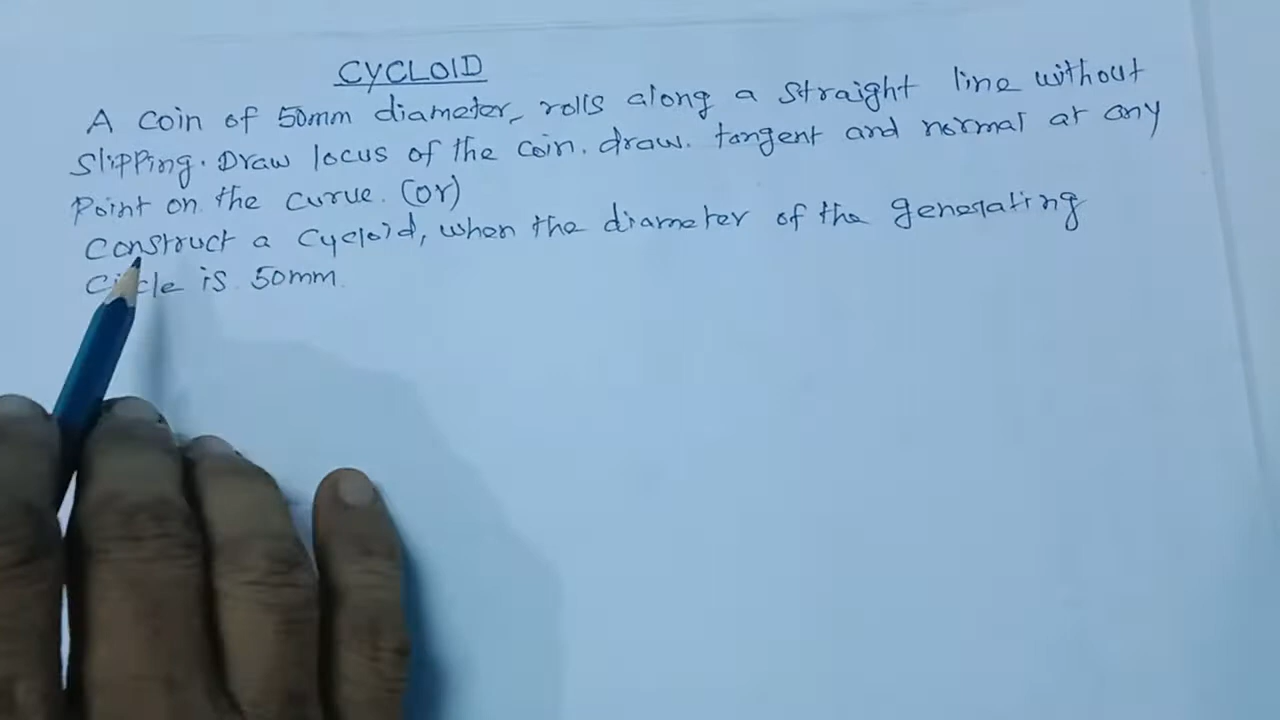 CYCLOID
A coin of 50mm diameter, rolls along a straight line without
slipping. Draw locus of the coin. draw. tangent and normal at any
Point on the curve. (or)
construct a cycloid, when the diameter of the generating
Circle is 50mm.